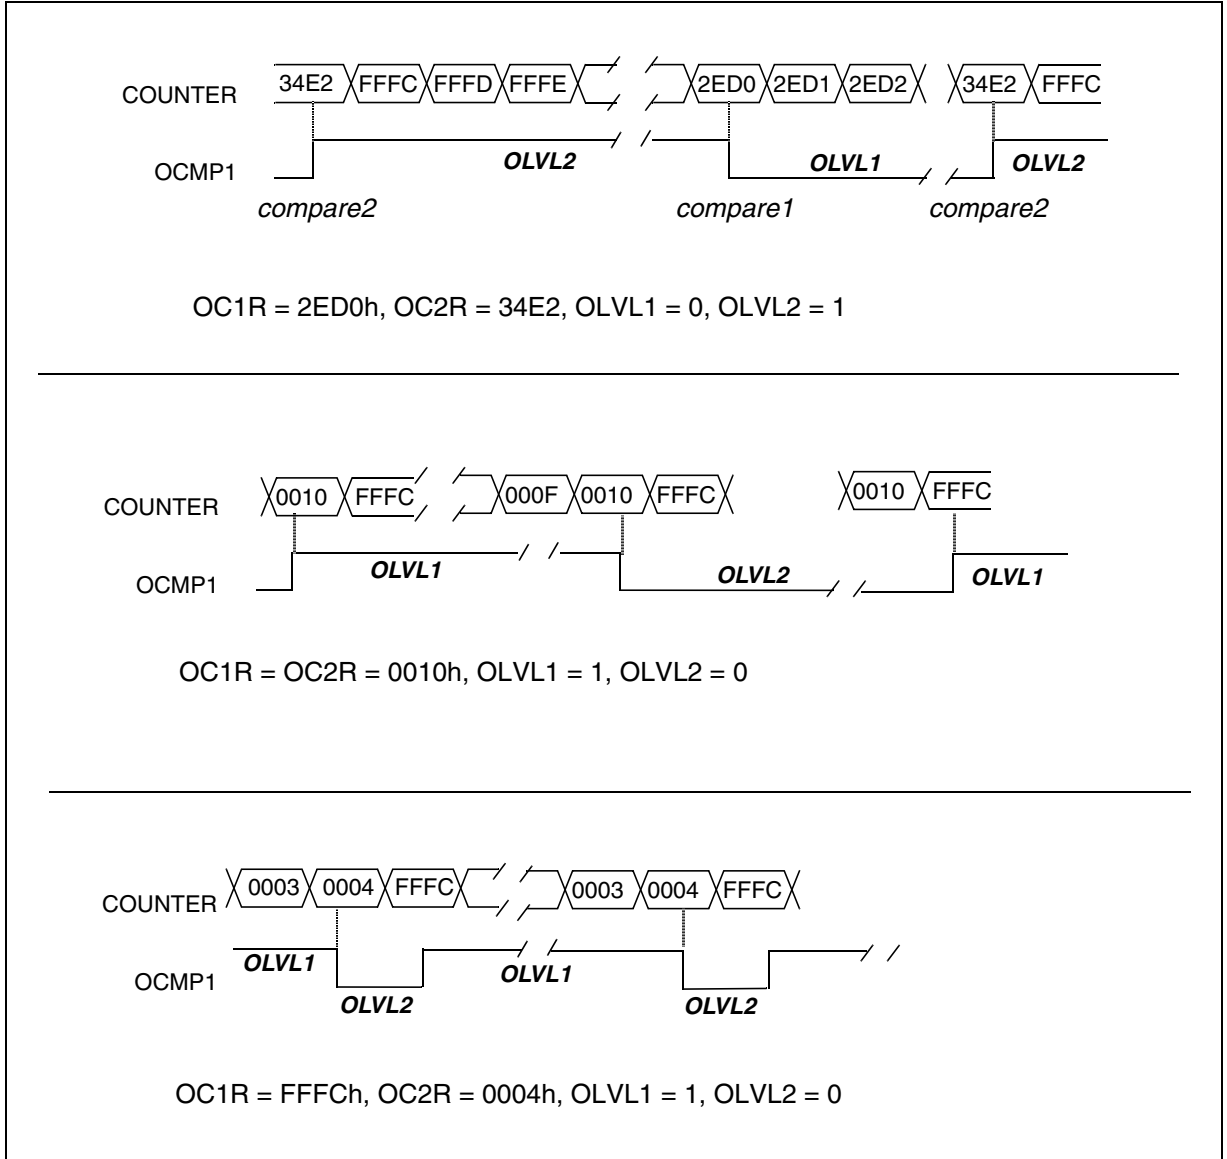 COUNTER 34E2 FFFC FFFD FFFE 2ED0 2ED1 2ED2 34E2 FFFC
OCMP1 OLVL2 OLVL1 OLVL2
compare2 compare1 compare2
OC1R = 2ED0h, OC2R = 34E2, OLVL1 = 0, OLVL2 = 1
COUNTER 0010 FFFC 000F 0010 FFFC 0010 FFFC
OCMP1 OLVL1 OLVL2 OLVL1
OC1R = OC2R = 0010h, OLVL1 = 1, OLVL2 = 0
COUNTER 0003 0004 FFFC 0003 0004 FFFC
OCMP1 OLVL1 OLVL2 OLVL1 OLVL2
OC1R = FFFCh, OC2R = 0004h, OLVL1 = 1, OLVL2 = 0